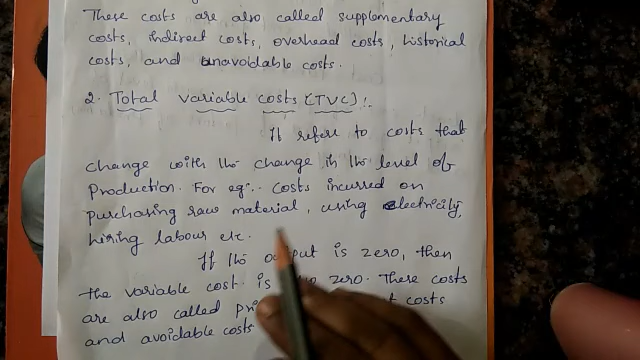 These costs are also called supplementary
costs, indirect costs, overhead costs, historical
costs, and unavoidable costs.
2. Total variable costs (TVC):-
It refers to costs that
change with the change in the level of
production. For eg:- Costs incurred on
purchasing raw material, using electricity,
hiring labour etc.
If the output is zero, then
the variable cost is zero. These costs
are also called costs
and avoidable costs